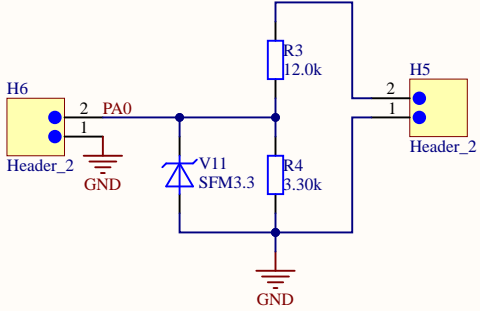 R3
12.0k
H6
2 PA0
1
Header_2
GND
V11
SFM3.3
R4
3.30k
GND
H5
2
1
Header_2